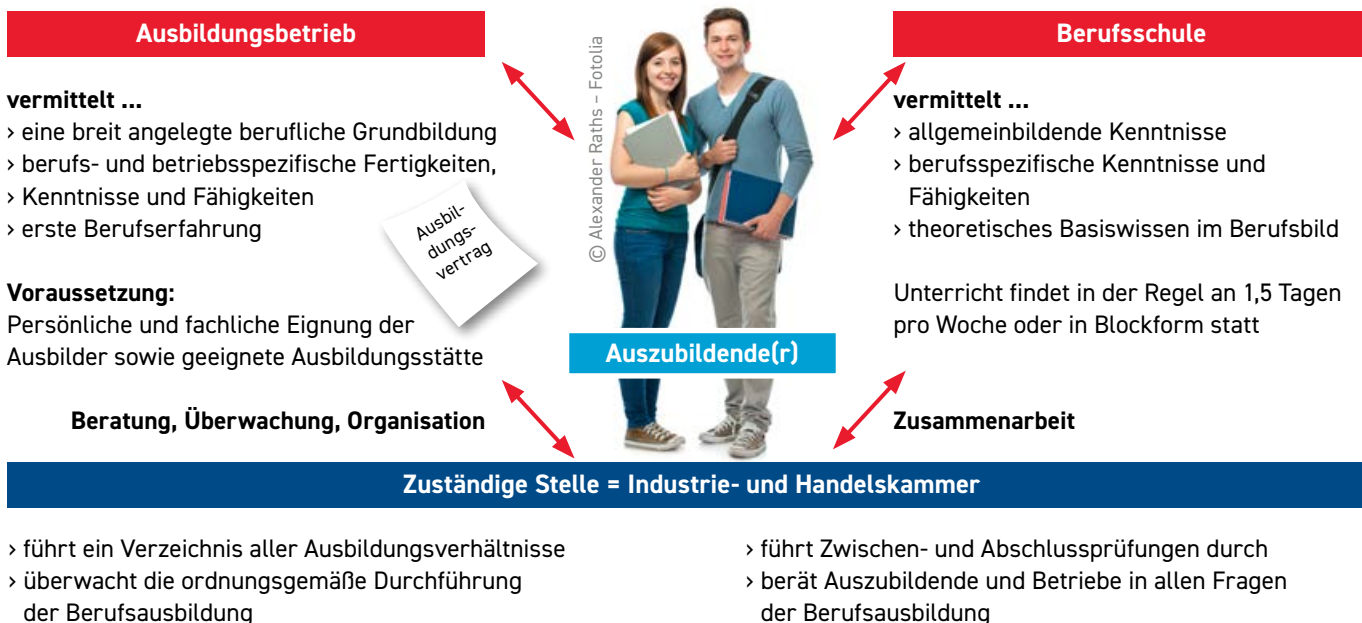 Ausbildungsbetrieb
vermittelt ...
› eine breit angelegte berufliche Grundbildung
› berufs- und betriebsspezifische Fertigkeiten,
› Kenntnisse und Fähigkeiten
› erste Berufserfahrung
Ausbil-
dungs-
vertrag
Voraussetzung:
Persönliche und fachliche Eignung der
Ausbilder sowie geeignete Ausbildungsstätte
Beratung, Überwachung, Organisation
© Alexander Raths – Fotolia
Auszubildende(r)
Berufsschule
vermittelt ...
› allgemeinbildende Kenntnisse
› berufsspezifische Kenntnisse und
Fähigkeiten
› theoretisches Basiswissen im Berufsbild
Unterricht findet in der Regel an 1,5 Tagen
pro Woche oder in Blockform statt
Zusammenarbeit
Zuständige Stelle = Industrie- und Handelskammer
› führt ein Verzeichnis aller Ausbildungsverhältnisse
› überwacht die ordnungsgemäße Durchführung
der Berufsausbildung
› führt Zwischen- und Abschlussprüfungen durch
› berät Auszubildende und Betriebe in allen Fragen
der Berufsausbildung